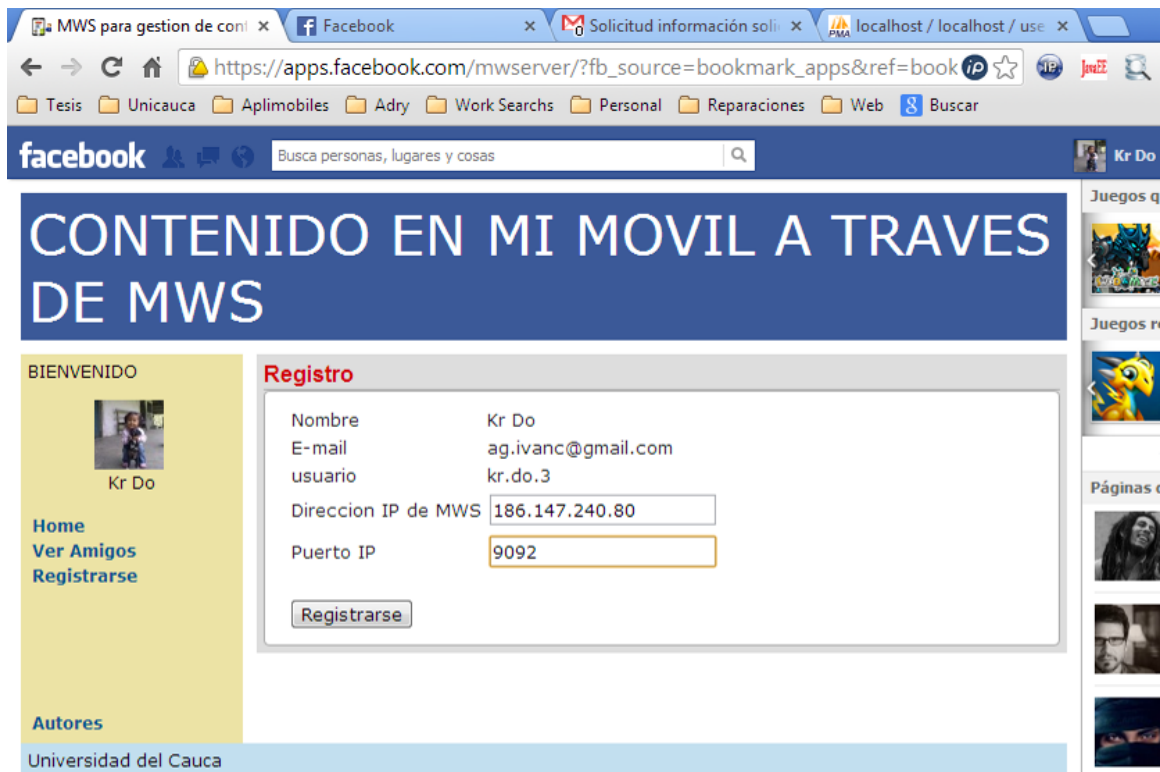 MWS para gestion de cont
Facebook
Solicitud información soli
localhost / localhost / use
https://apps.facebook.com/mwserver/?fb_source=bookmark_apps&ref=book
Tesis Unicauca Aplimobiles Adry Work Searchs Personal Reparaciones Web Buscar
facebook
Busca personas, lugares y cosas
Kr Do
CONTENIDO EN MI MOVIL A TRAVES
DE MWS
Juegos q
Juegos r
Páginas
BIENVENIDO
Kr Do
Home
Ver Amigos
Registrarse
Autores
Registro
Nombre Kr Do
E-mail ag.ivanc@gmail.com
usuario kr.do.3
Direccion IP de MWS 186.147.240.80
Puerto IP 9092
Registrarse
Universidad del Cauca